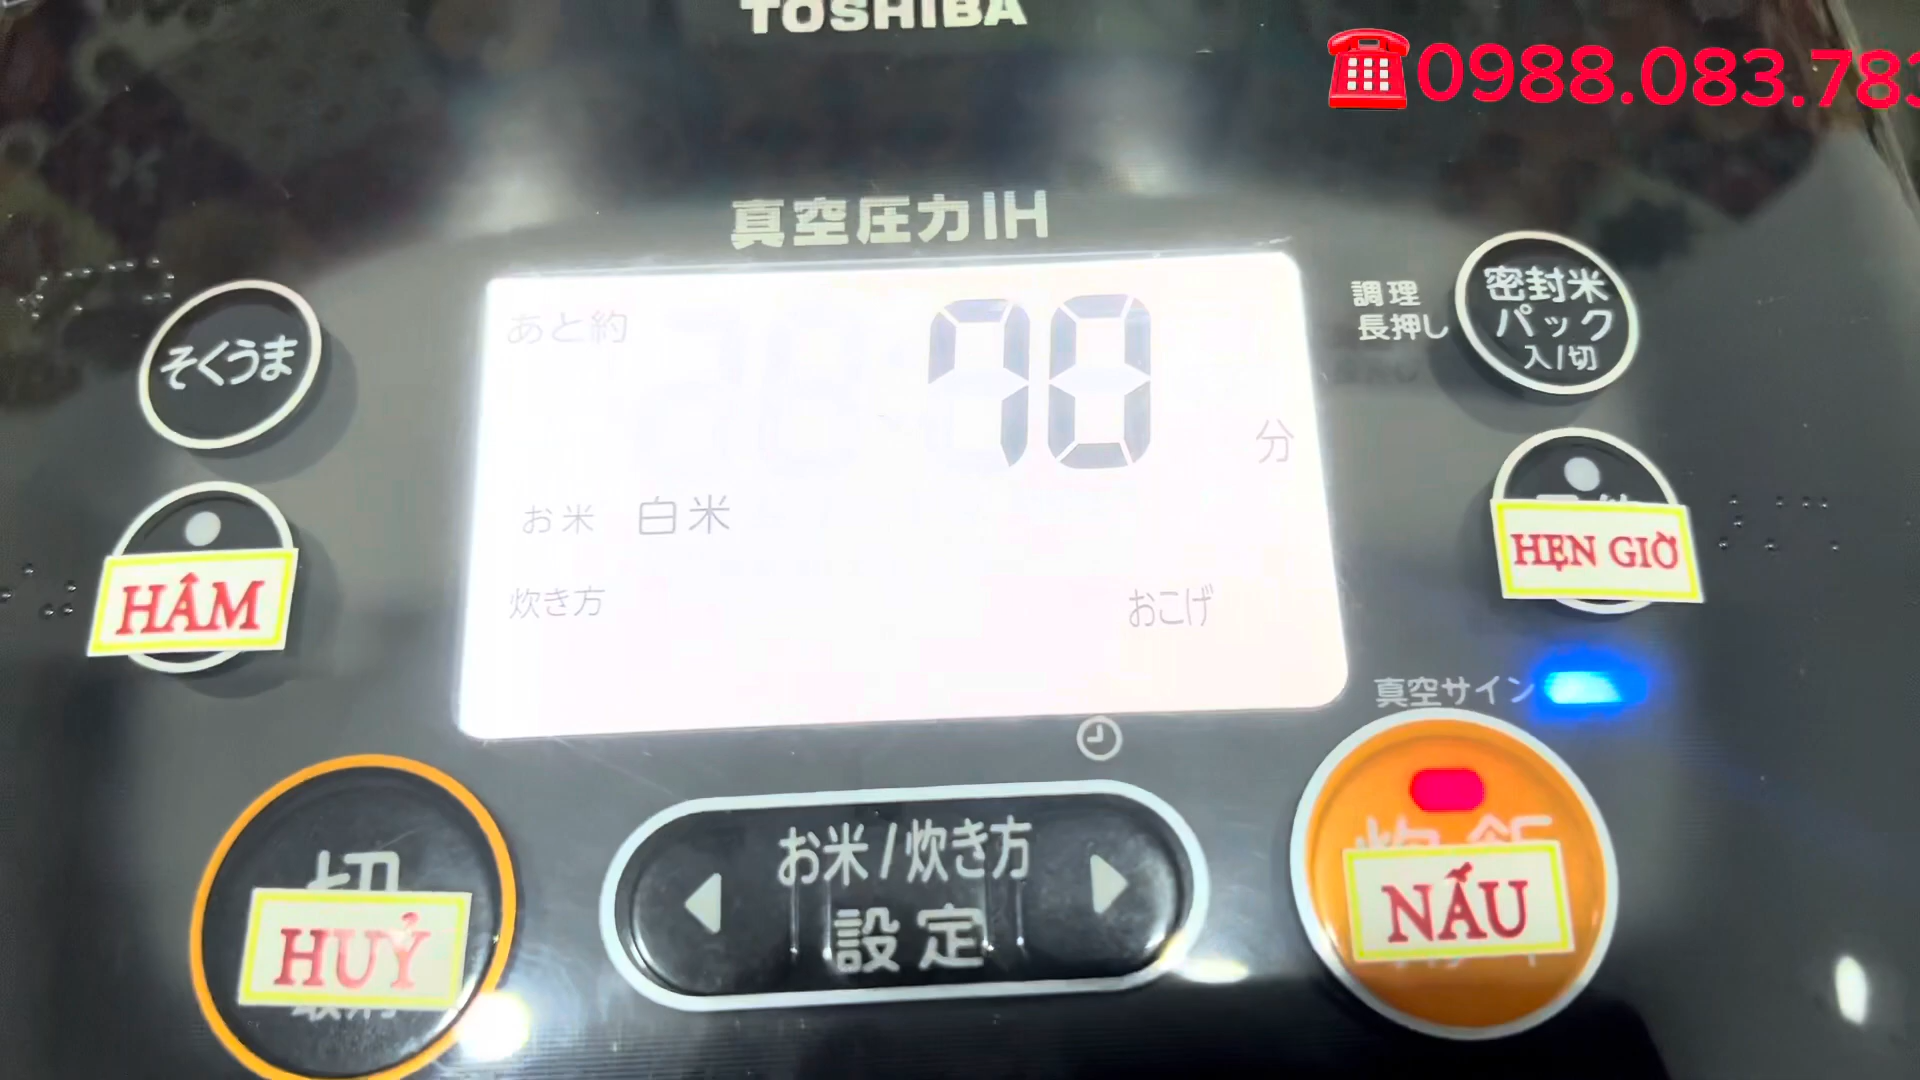 TOSHIBA
☎0988.083.783
真空圧力IH
そくうま
あと約 70 分
お米 白米
炊き方 おこげ
調理
長押し
密封米
パック
入/切
HÂM
HẸN GIỜ
真空サイン
切
HUỶ
お米/炊き方
設定
NẤU